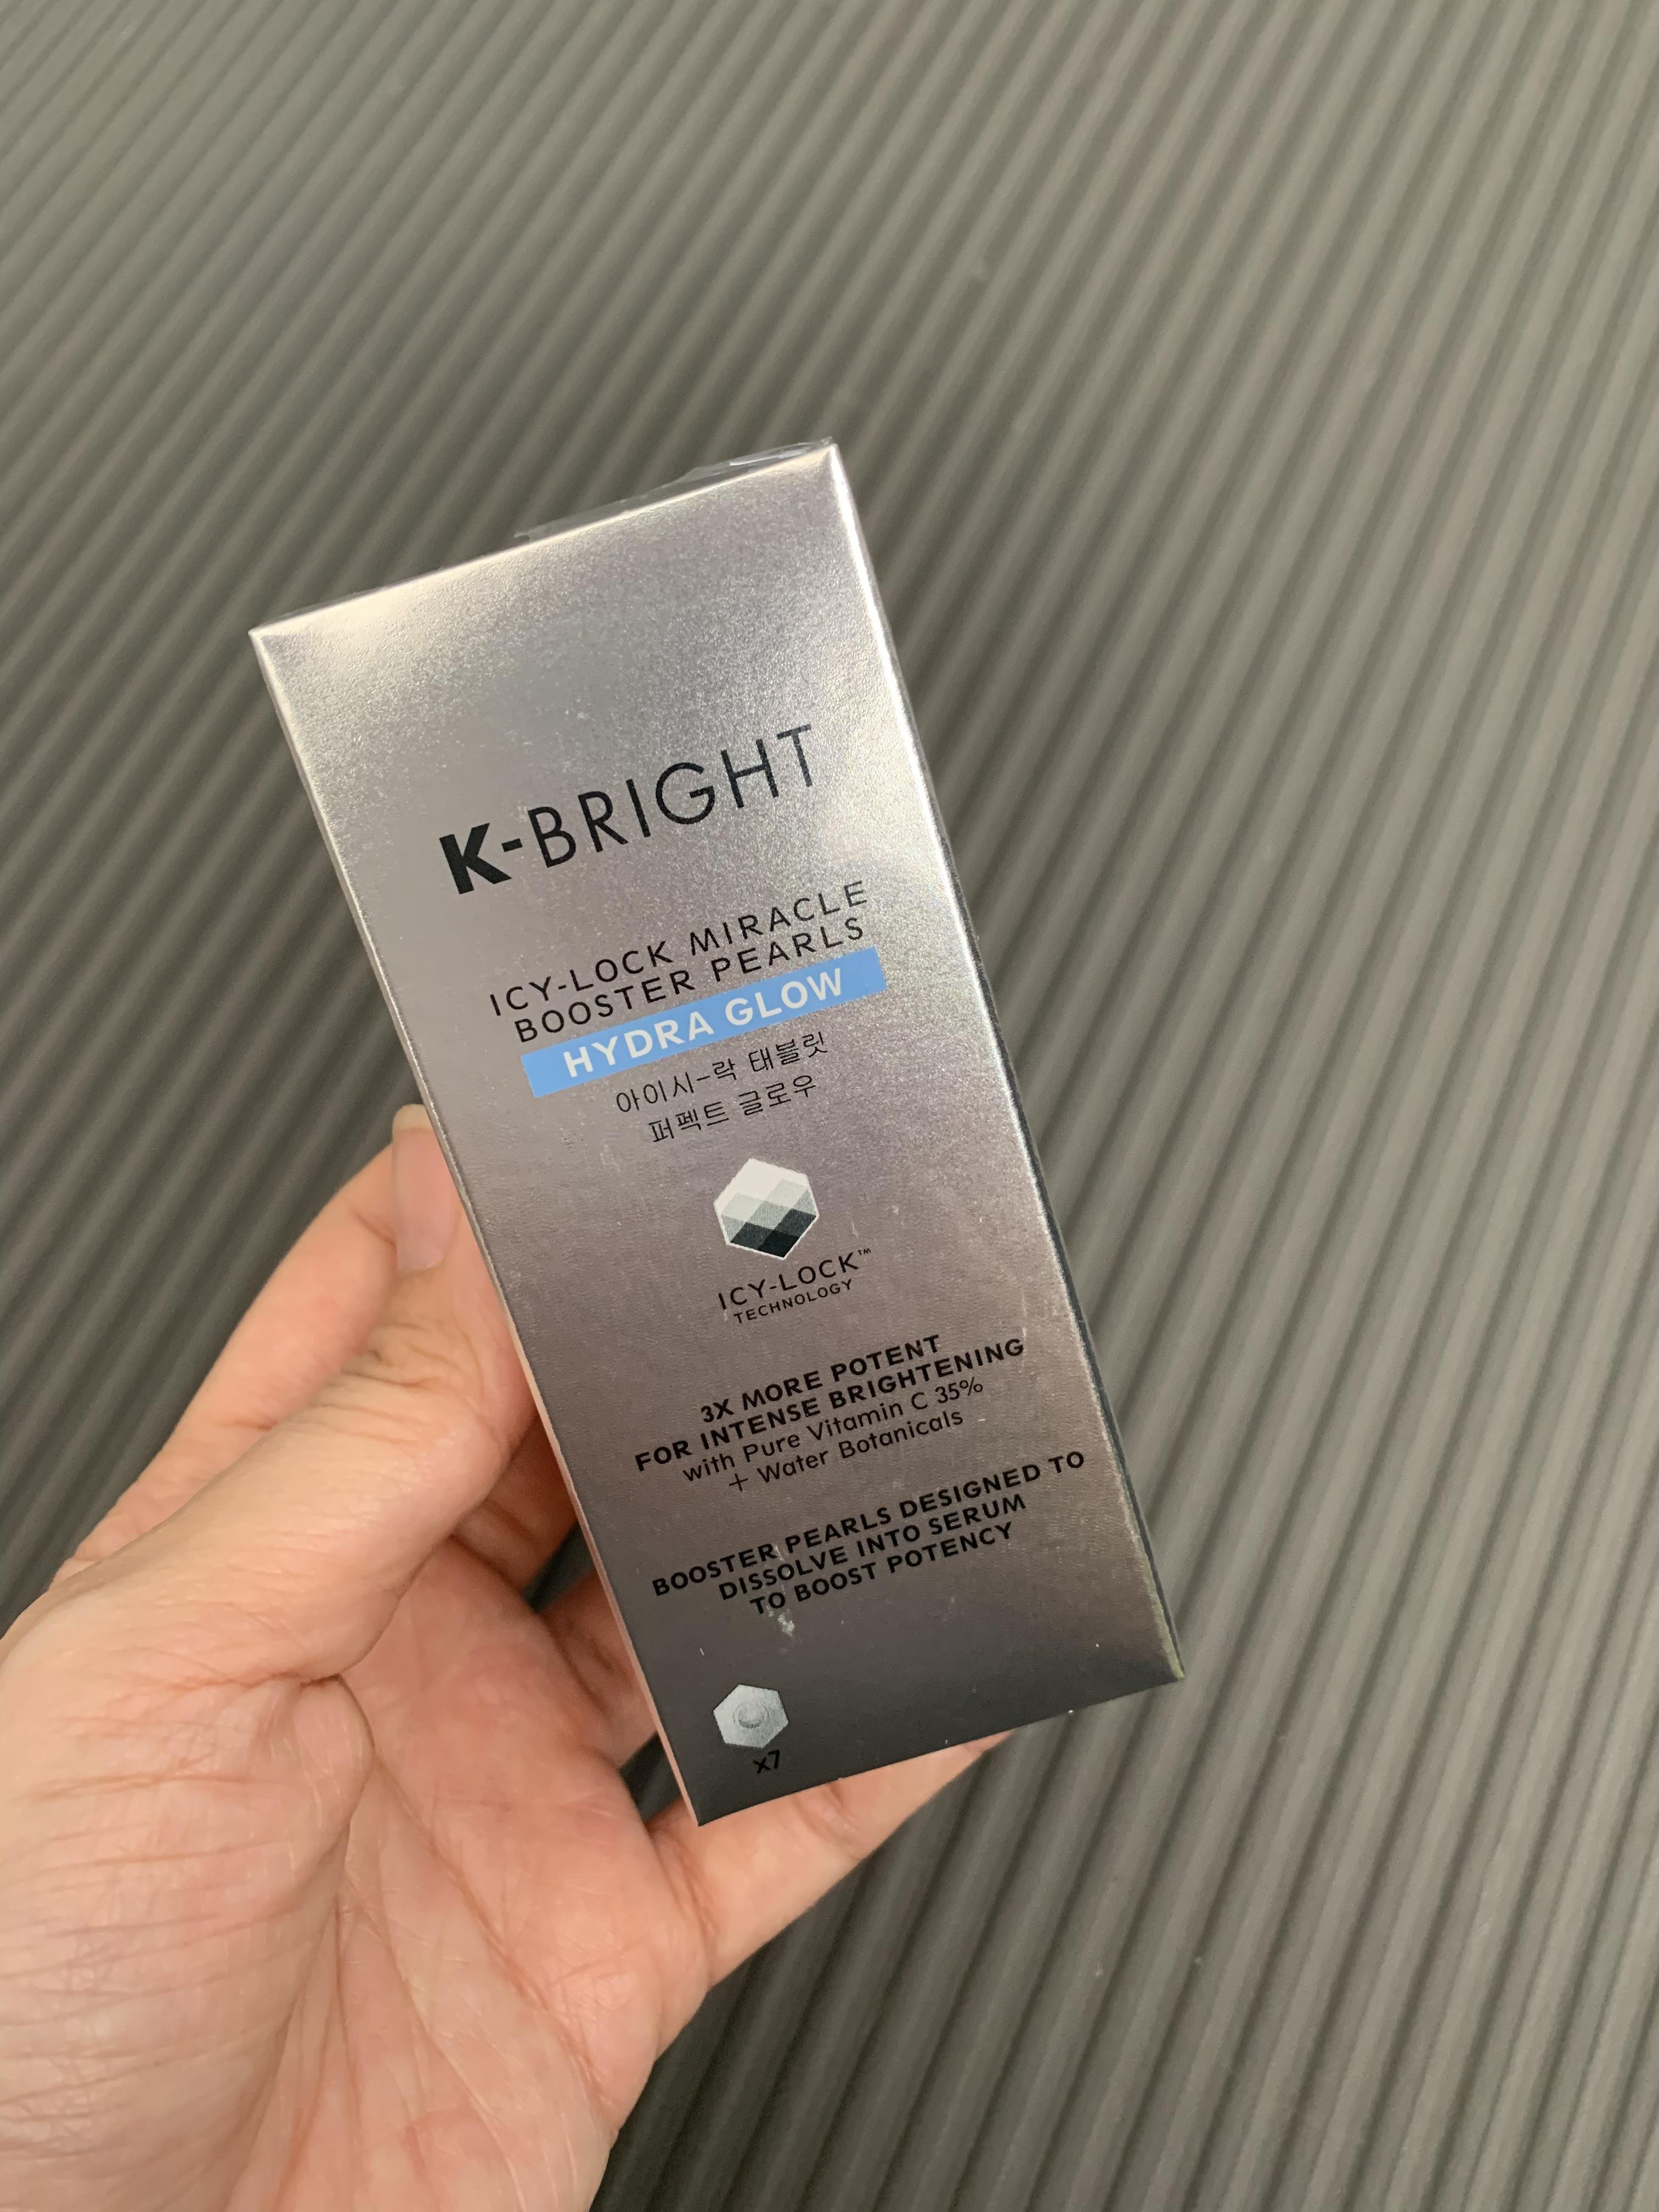 K-BRIGHT
ICY-LOCK MIRACLE
BOOSTER PEARLS
HYDRA GLOW
아이시-락 태블릿
퍼펙트 글로우
ICY-LOCK™
TECHNOLOGY
3X MORE POTENT
FOR INTENSE BRIGHTENING
with Pure Vitamin C 35%
+ Water Botanicals
BOOSTER PEARLS DESIGNED TO
DISSOLVE INTO SERUM
TO BOOST POTENCY
x7